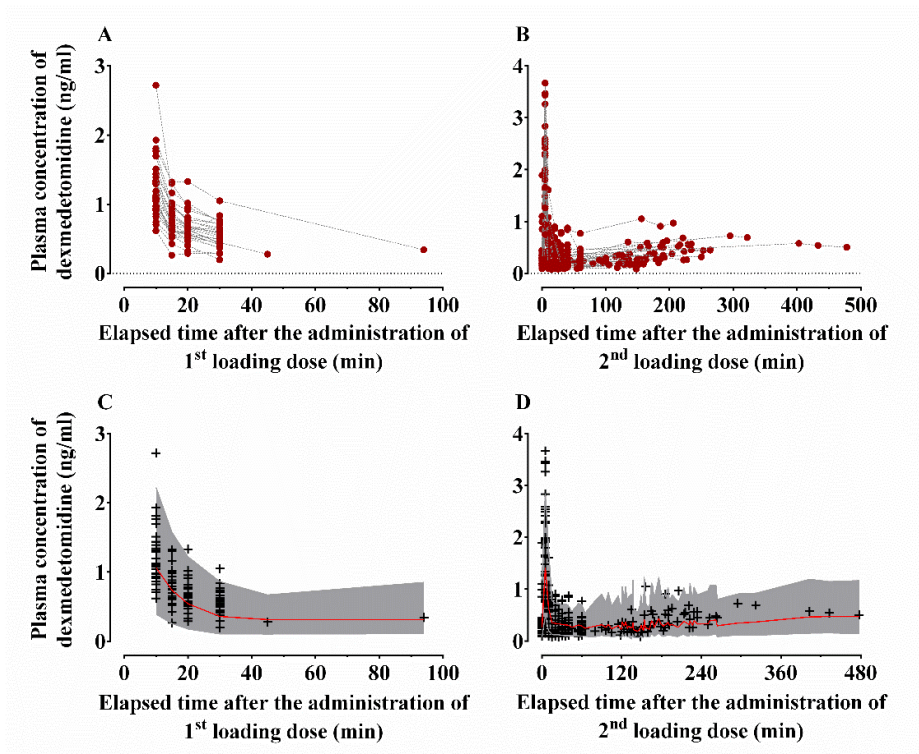 A
B
Plasma concentration of
dexmedetomidine (ng/ml)
3
2
1
0
0 20 40 60 80 100
Elapsed time after the administration of
1st loading dose (min)
4
3
2
1
0
0 100 200 300 400 500
Elapsed time after the administration of
2nd loading dose (min)
C
D
Plasma concentration of
dexmedetomidine (ng/ml)
3
2
1
0
0 20 40 60 80 100
Elapsed time after the administration of
1st loading dose (min)
4
3
2
1
0
0 120 240 360 480
Elapsed time after the administration of
2nd loading dose (min)